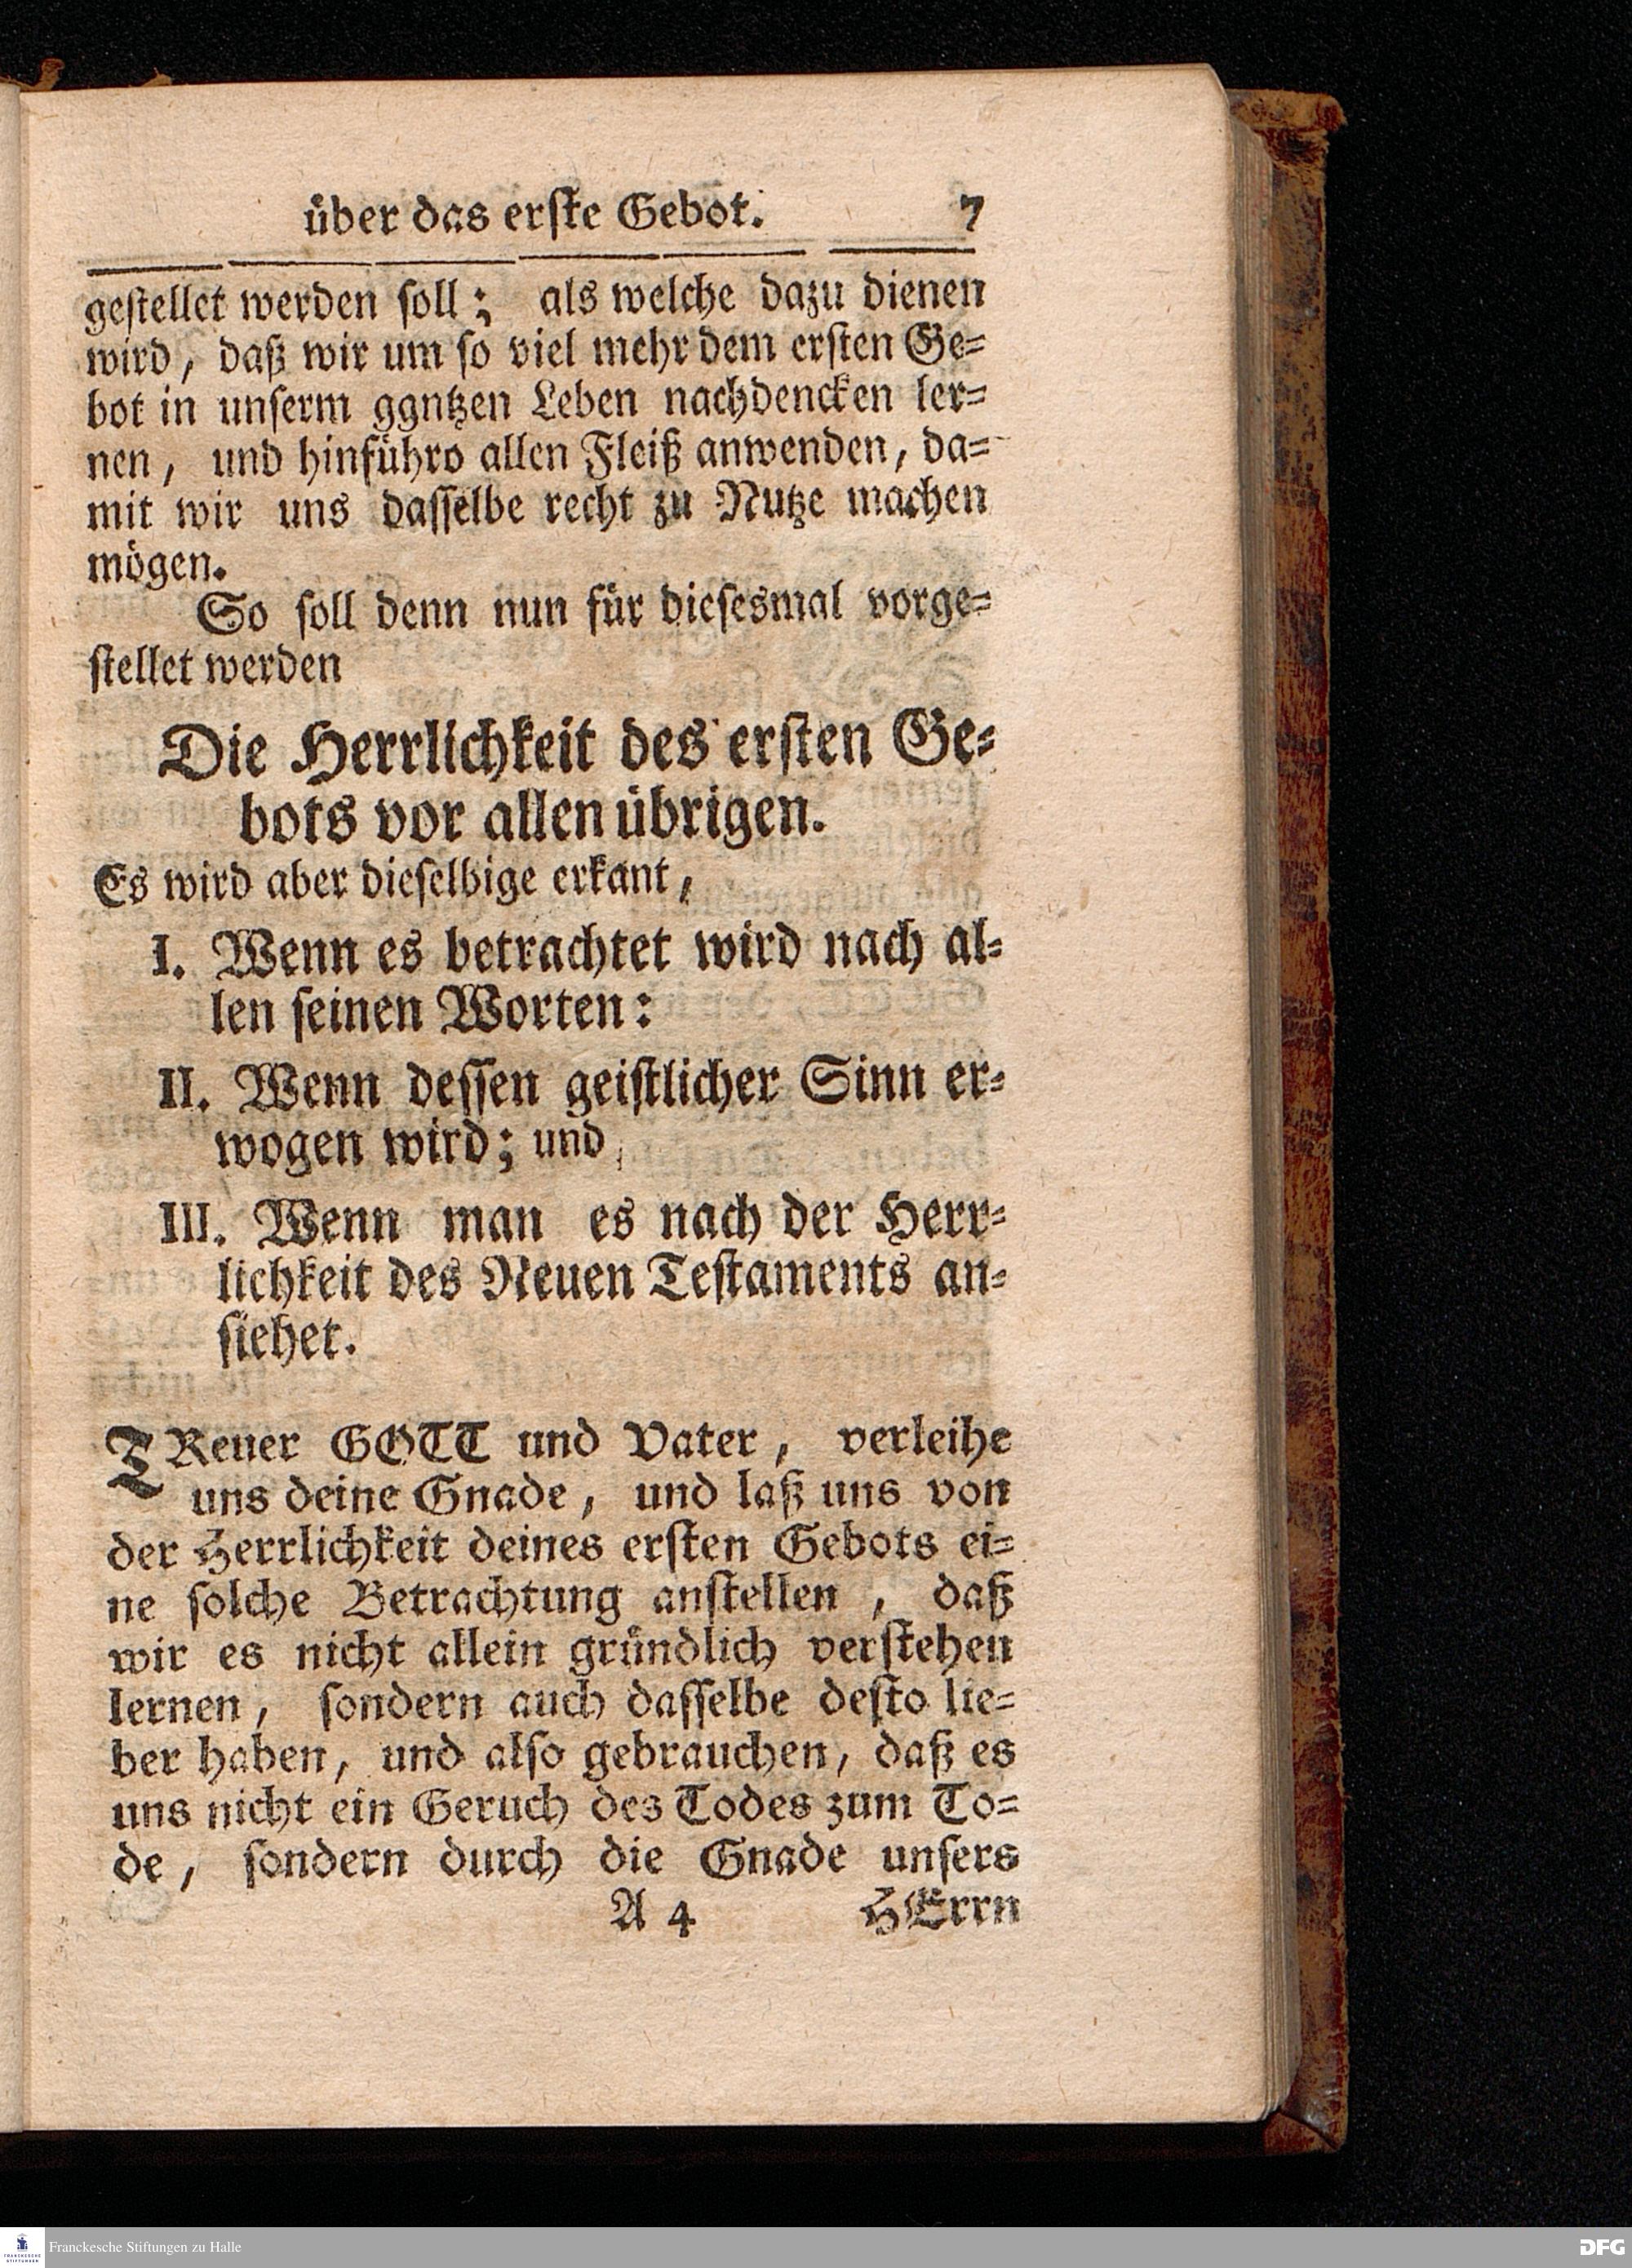 über das erste Gebot. 7
gestellet werden soll; als welche dazu dienen
wird, daß wir um so viel mehr dem ersten Ge-
bot in unserm ggntzen Leben nachdencken ler-
nen, und hinführo allen Fleiß anwenden, da-
mit wir uns dasselbe recht zu Nutze machen
mögen.
So soll denn nun für diesesmal vorge-
stellet werden
Die Herrlichkeit des ersten Ge-
bots vor allen übrigen.
Es wird aber dieselbige erkant,
I. Wenn es betrachtet wird nach al-
len seinen Worten:
II. Wenn dessen geistlicher Sinn er-
wogen wird; und
III. Wenn man es nach der Herr-
lichkeit des Neuen Testaments an-
siehet.
TReuer GOTT und Vater, verleihe
uns deine Gnade, und laß uns von
der Herrlichkeit deines ersten Gebots ei-
ne solche Betrachtung anstellen, daß
wir es nicht allein gründlich verstehen
lernen, sondern auch dasselbe desto lie-
ber haben, und also gebrauchen, daß es
uns nicht ein Geruch des Todes zum To-
de, sondern durch die Gnade unsers
A 4 HErrn
FRANCKESCHE STIFTUNGEN
Franckesche Stiftungen zu Halle
DFG